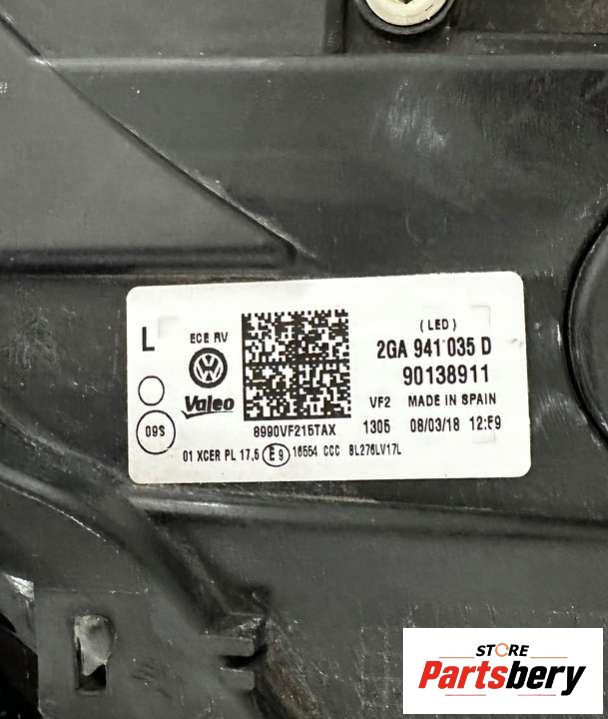 L
ECE RV
Valeo
09S
8990VF215TAX
01 XCER PL 17,5 E9 16554 CCC 8L276LV17L
(LED)
2GA 941 035 D
90138911
VF2 MADE IN SPAIN
1305 08/03/18 12:F9
STORE
Partsbery